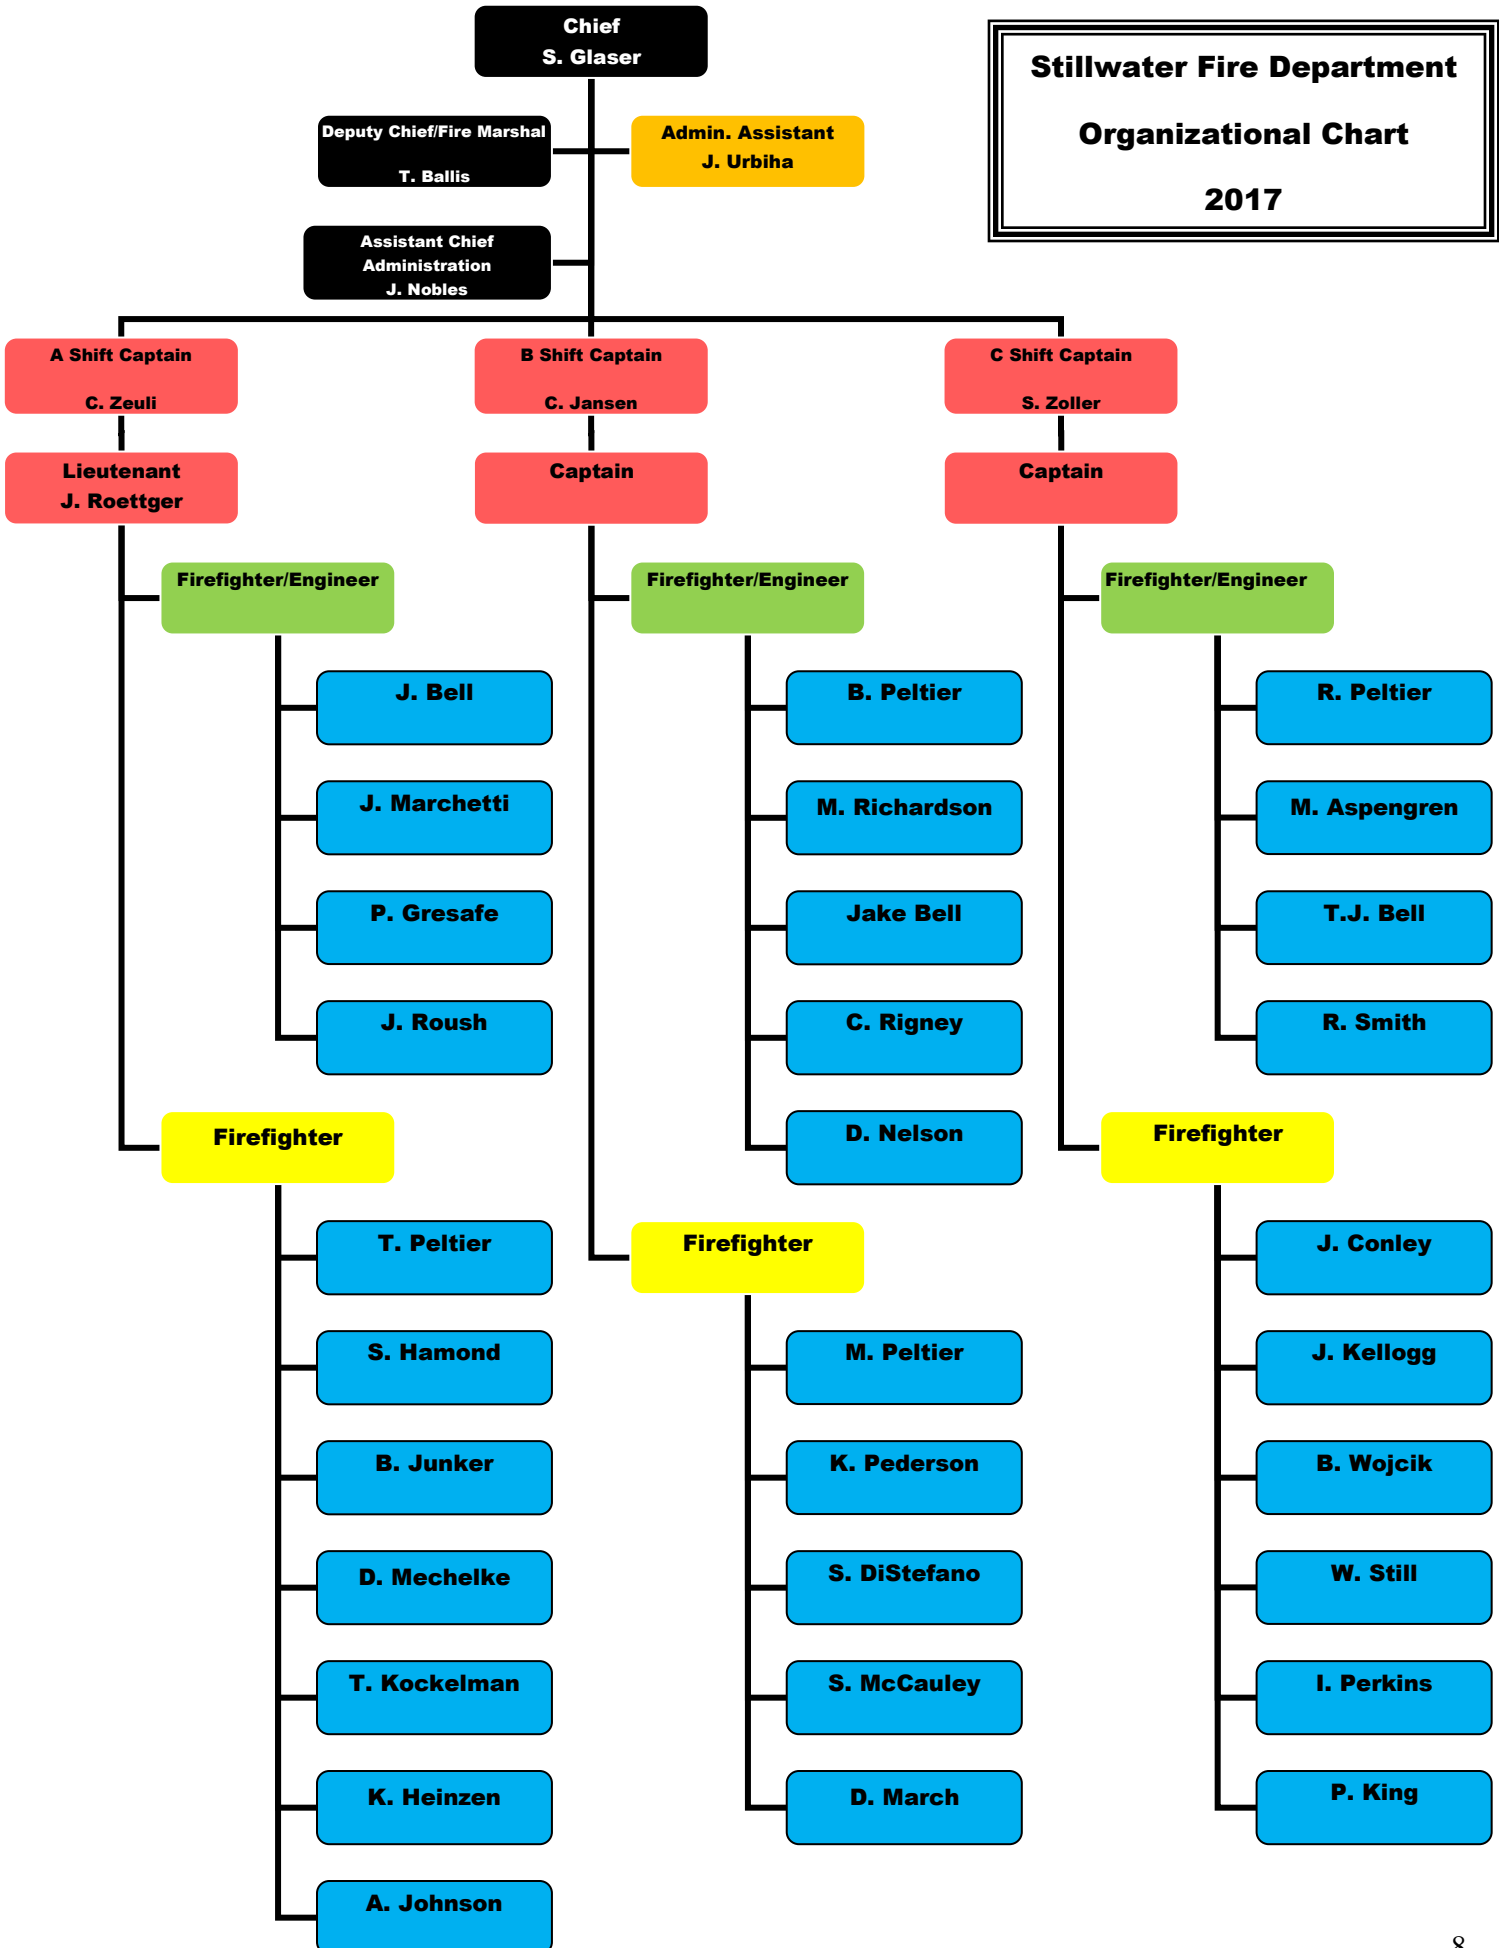 Chief
S. Glaser
Stillwater Fire Department
Organizational Chart
2017
Deputy Chief/Fire Marshal
T. Ballis
Admin. Assistant
J. Urbiha
Assistant Chief
Administration
J. Nobles
A Shift Captain
C. Zeuli
B Shift Captain
C. Jansen
C Shift Captain
S. Zoller
Lieutenant
J. Roettger
Captain
Captain
Firefighter/Engineer
J. Bell
J. Marchetti
P. Gresafe
J. Roush
Firefighter
T. Peltier
S. Hamond
B. Junker
D. Mechelke
T. Kockelman
K. Heinzen
A. Johnson
Firefighter/Engineer
B. Peltier
M. Richardson
Jake Bell
C. Rigney
D. Nelson
Firefighter
M. Peltier
K. Pederson
S. DiStefano
S. McCauley
D. March
Firefighter/Engineer
R. Peltier
M. Aspengren
T.J. Bell
R. Smith
Firefighter
J. Conley
J. Kellogg
B. Wojcik
W. Still
I. Perkins
P. King
8